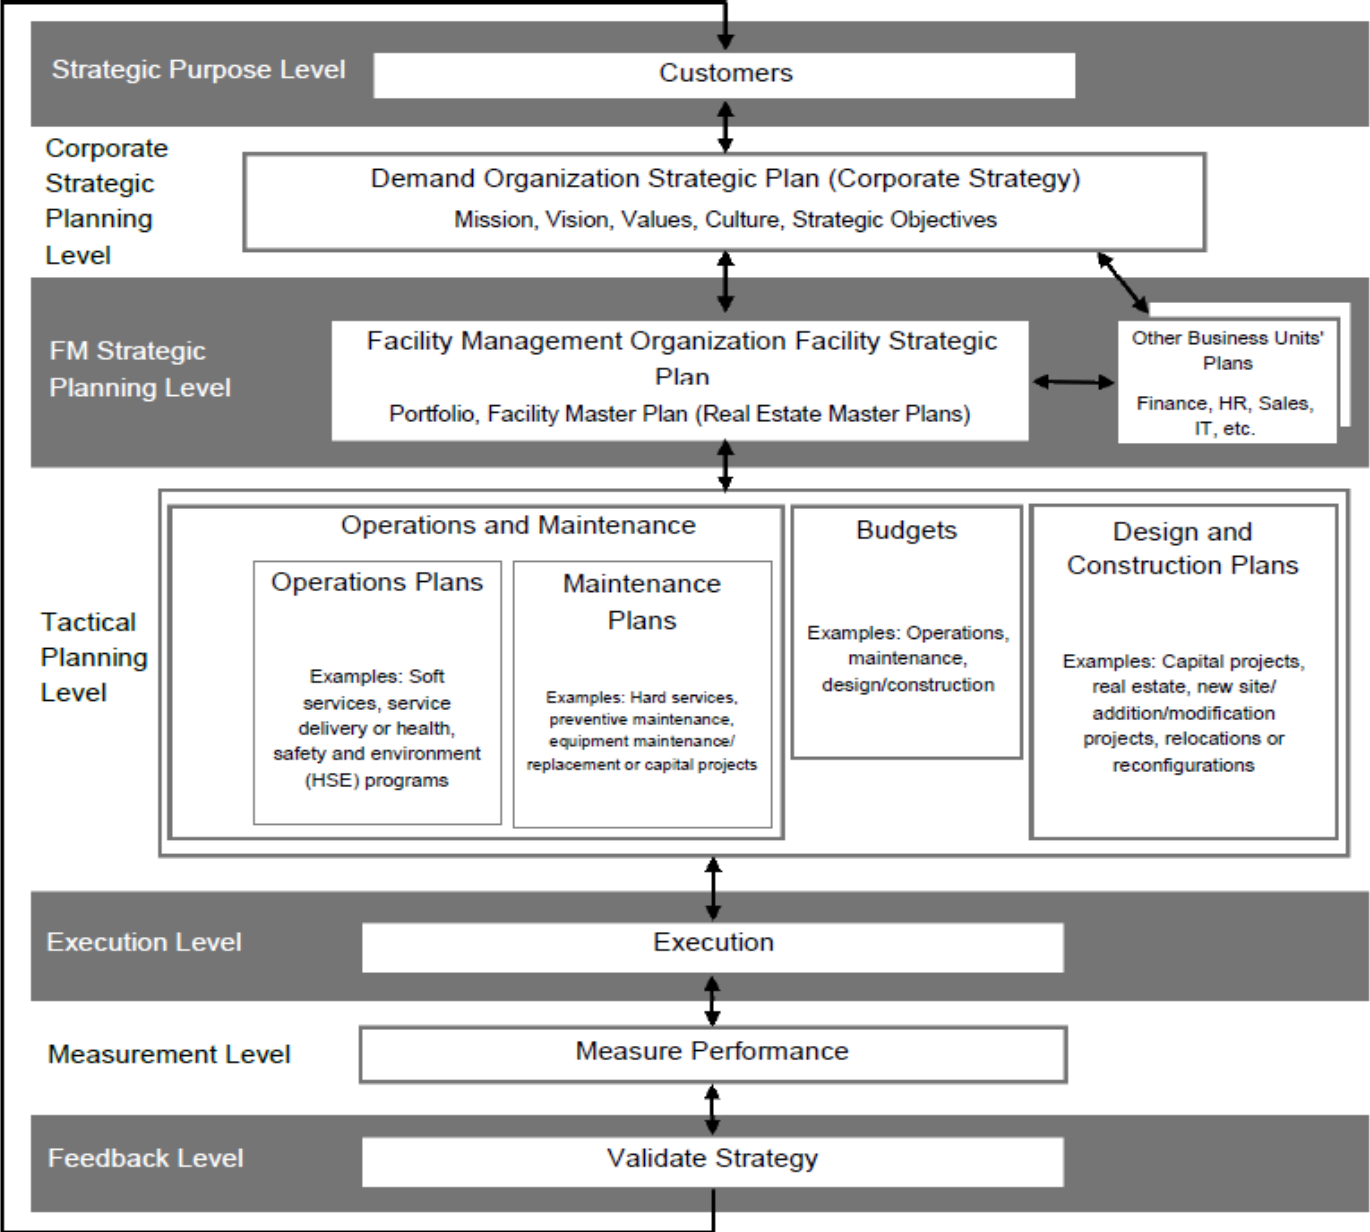 Strategic Purpose Level
Customers
Corporate
Strategic
Planning
Level
Demand Organization Strategic Plan (Corporate Strategy)
Mission, Vision, Values, Culture, Strategic Objectives
FM Strategic
Planning Level
Facility Management Organization Facility Strategic
Plan
Portfolio, Facility Master Plan (Real Estate Master Plans)
Other Business Units'
Plans
Finance, HR, Sales,
IT, etc.
Tactical
Planning
Level
Operations and Maintenance
Operations Plans
Examples: Soft
services, service
delivery or health,
safety and environment
(HSE) programs
Maintenance
Plans
Examples: Hard services,
preventive maintenance,
equipment maintenance/
replacement or capital projects
Budgets
Examples: Operations,
maintenance,
design/construction
Design and
Construction Plans
Examples: Capital projects,
real estate, new site/
addition/modification
projects, relocations or
reconfigurations
Execution Level
Execution
Measurement Level
Measure Performance
Feedback Level
Validate Strategy